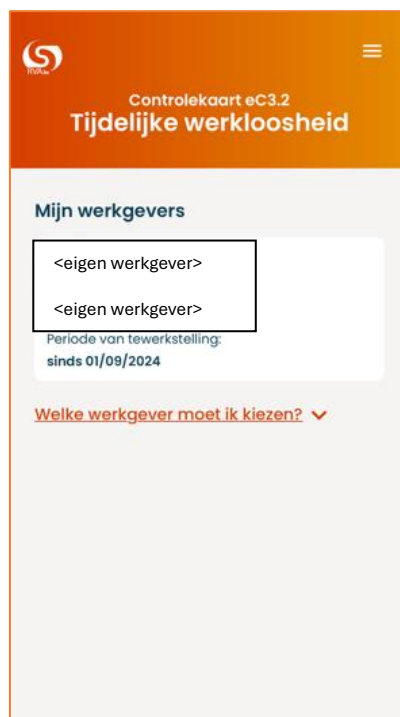 RVA.be
Controlekaart eC3.2
Tijdelijke werkloosheid
Mijn werkgevers
<eigen werkgever>
<eigen werkgever>
Periode van tewerkstelling:
sinds 01/09/2024
Welke werkgever moet ik kiezen?